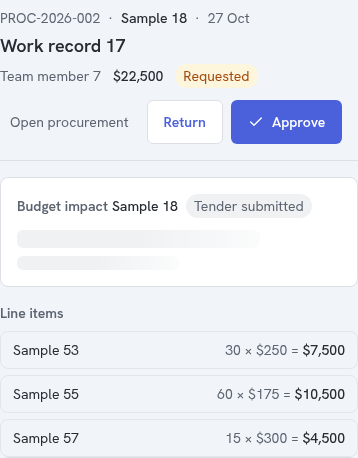 PROC-2026-002 · Sample 18 · 27 Oct
Work record 17
Team member 7 $22,500 Requested
Open procurement Return Approve
Budget impact Sample 18 Tender submitted
Line items
Sample 53 30 × $250 = $7,500
Sample 55 60 × $175 = $10,500
Sample 57 15 × $300 = $4,500